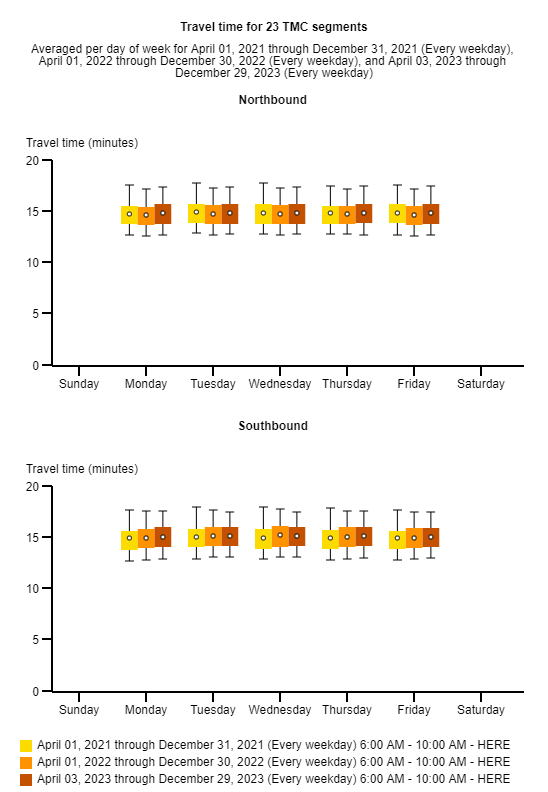 Travel time for 23 TMC segments
Averaged per day of week for April 01, 2021 through December 31, 2021 (Every weekday),
April 01, 2022 through December 30, 2022 (Every weekday), and April 03, 2023 through
December 29, 2023 (Every weekday)
Northbound
Travel time (minutes)
20
15
10
5
0
Sunday Monday Tuesday Wednesday Thursday Friday Saturday
Southbound
Travel time (minutes)
20
15
10
5
0
Sunday Monday Tuesday Wednesday Thursday Friday Saturday
April 01, 2021 through December 31, 2021 (Every weekday) 6:00 AM - 10:00 AM - HERE
April 01, 2022 through December 30, 2022 (Every weekday) 6:00 AM - 10:00 AM - HERE
April 03, 2023 through December 29, 2023 (Every weekday) 6:00 AM - 10:00 AM - HERE